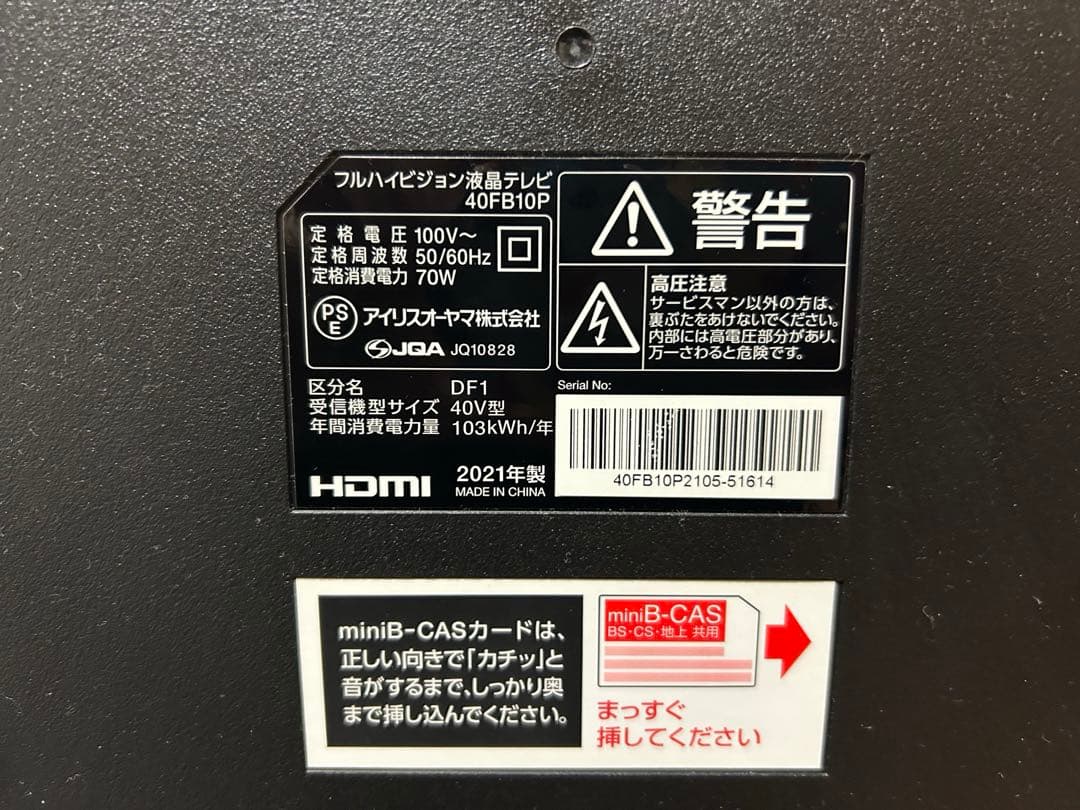 フルハイビジョン液晶テレビ
40FB10P
定格電圧 100V～
定格周波数 50/60Hz
定格消費電力 70W
PS
E
アイリスオーヤマ株式会社
JQA JQ10828
区分名 DF1
受信機型サイズ 40V型
年間消費電力量 103kWh/年
HDMI
2021年製
MADE IN CHINA
警告
高圧注意
サービスマン以外の方は、
裏ぶたをあけないでください。
内部には高電圧部分があり、
万一さわると危険です。
Serial No:
40FB10P2105-51614
miniB-CASカードは、
正しい向きで「カチッ」と
音がするまで、しっかり奥
まで挿し込んでください。
miniB-CAS
BS・CS・地上 共用
まっすぐ
挿してください